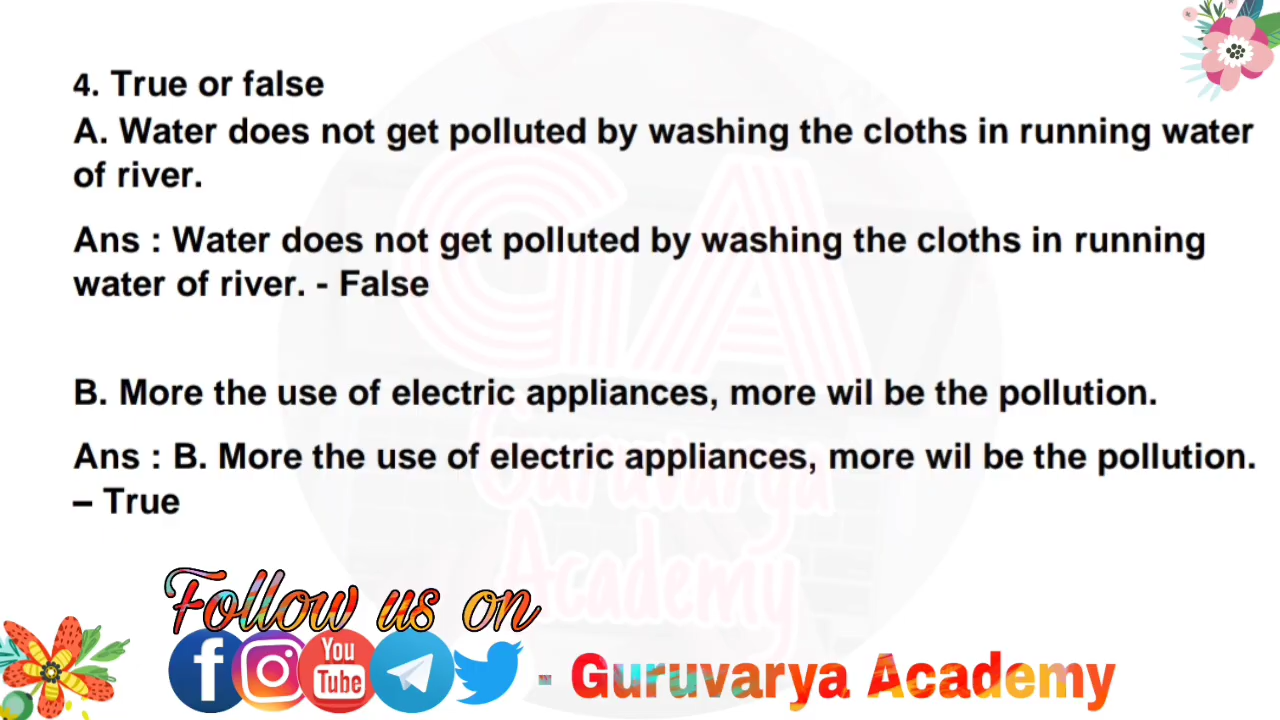 4. True or false
A. Water does not get polluted by washing the cloths in running water
of river.
Ans : Water does not get polluted by washing the cloths in running
water of river. - False
B. More the use of electric appliances, more wil be the pollution.
Ans : B. More the use of electric appliances, more wil be the pollution.
– True
GA
Guruvarya
Academy
Follow us on
f You Tube - Guruvarya Academy